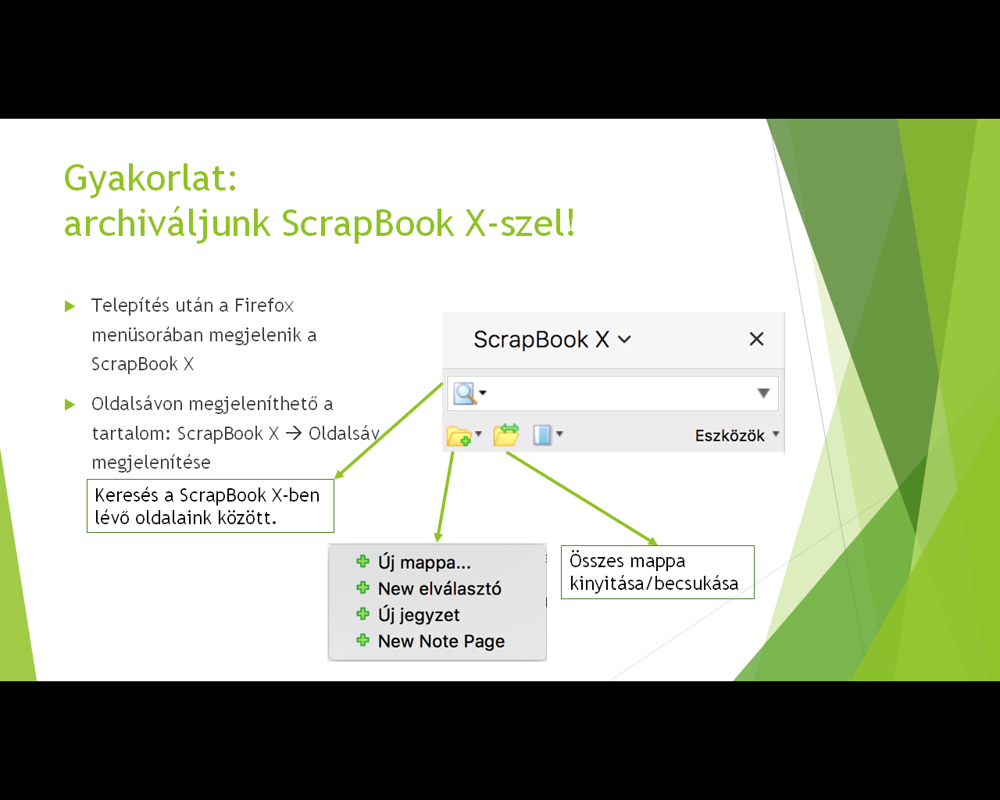 Gyakorlat:
archiváljunk ScrapBook X-szel!
Telepítés után a Firefox
menüsorában megjelenik a
ScrapBook X
Oldalsávon megjeleníthető a
tartalom: ScrapBook X → Oldalsáv
megjelenítése
Keresés a ScrapBook X-ben
lévő oldalaink között.
ScrapBook X
Eszközök
Új mappa...
New elválasztó
Új jegyzet
New Note Page
Összes mappa
kinyitása/becsukása